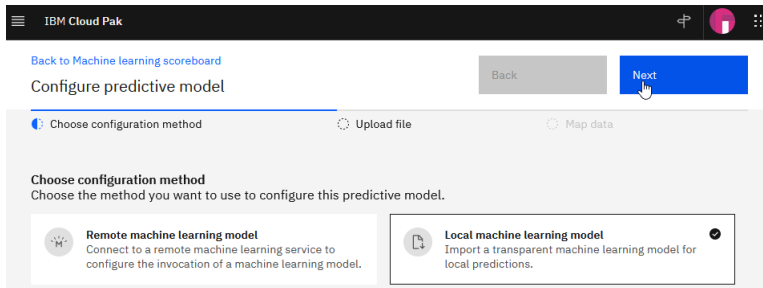 IBM Cloud Pak
Back to Machine learning scoreboard
Configure predictive model
Back
Next
Choose configuration method
Upload file
Map data
Choose configuration method
Choose the method you want to use to configure this predictive model.
Remote machine learning model
Connect to a remote machine learning service to
configure the invocation of a machine learning model.
Local machine learning model
Import a transparent machine learning model for
local predictions.